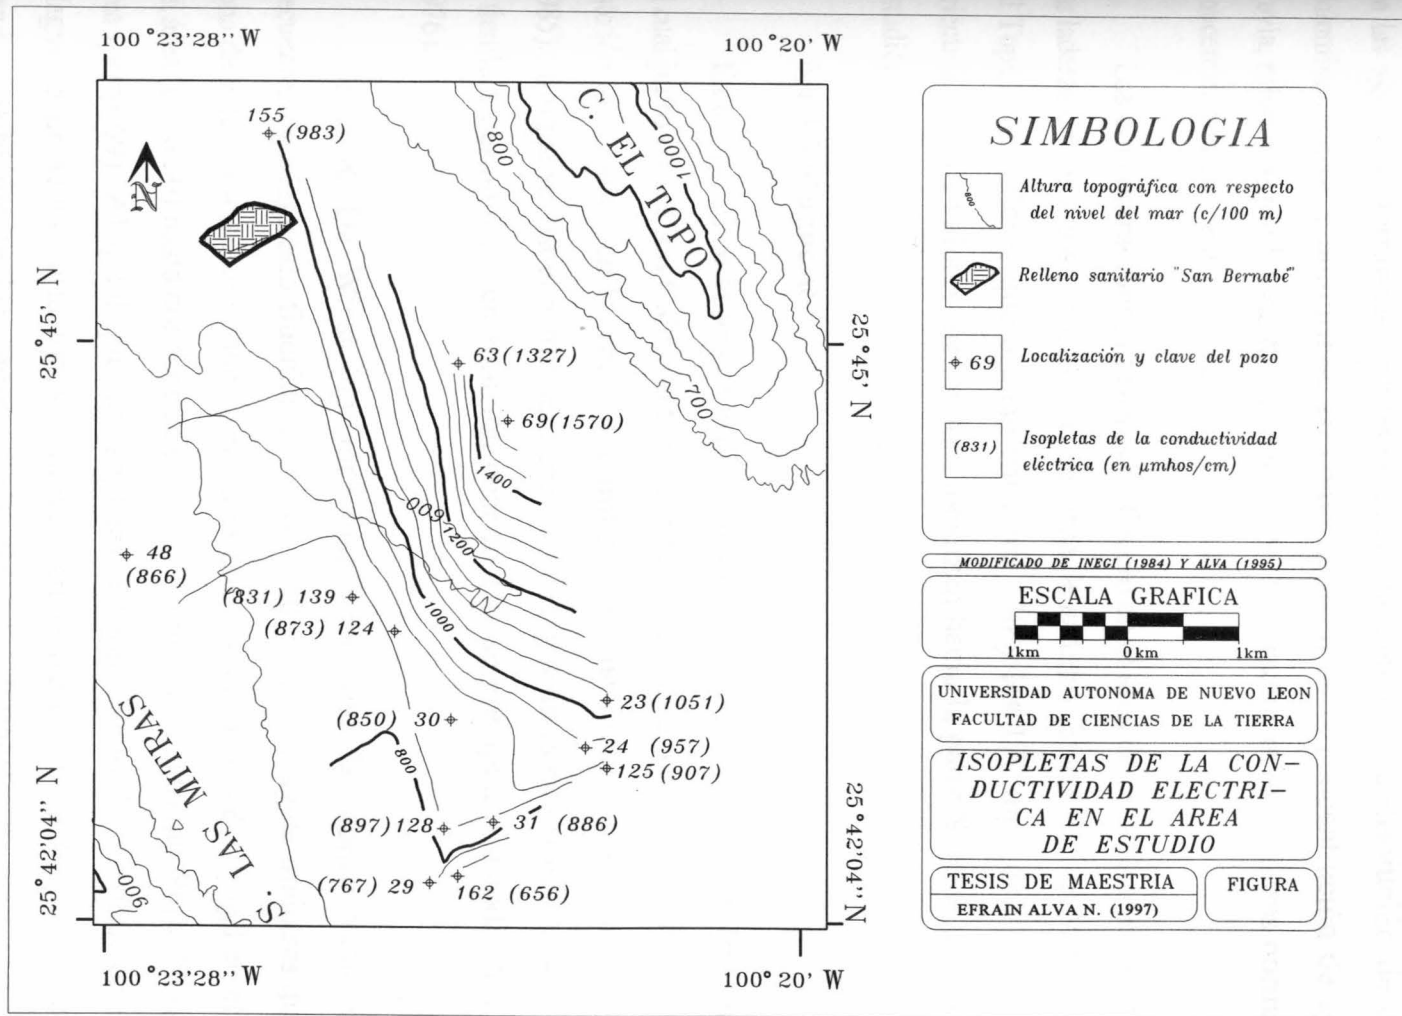 100°23'28'' W
100°20' W
155
(983)
N
C. EL TOPO
800
1000
25°45' N
25°45' N
63(1327)
700
69(1570)
1400
600
1200
48
(866)
(831) 139
(873) 124
1000
23(1051)
(850) 30
24 (957)
125(907)
800
S. LAS MITRAS
(897)128
31 (886)
(767) 29
162 (656)
900
25°42'04'' N
25°42'04'' N
100°23'28'' W
100°20' W
SIMBOLOGIA
800
Altura topográfica con respecto
del nivel del mar (c/100 m)
Relleno sanitario "San Bernabé"
69
Localización y clave del pozo
(831)
Isopletas de la conductividad
eléctrica (en µmhos/cm)
MODIFICADO DE INEGI (1984) Y ALVA (1995)
ESCALA GRAFICA
1km 0km 1km
UNIVERSIDAD AUTONOMA DE NUEVO LEON
FACULTAD DE CIENCIAS DE LA TIERRA
ISOPLETAS DE LA CON-
DUCTIVIDAD ELECTRI-
CA EN EL AREA
DE ESTUDIO
TESIS DE MAESTRIA
EFRAIN ALVA N. (1997)
FIGURA